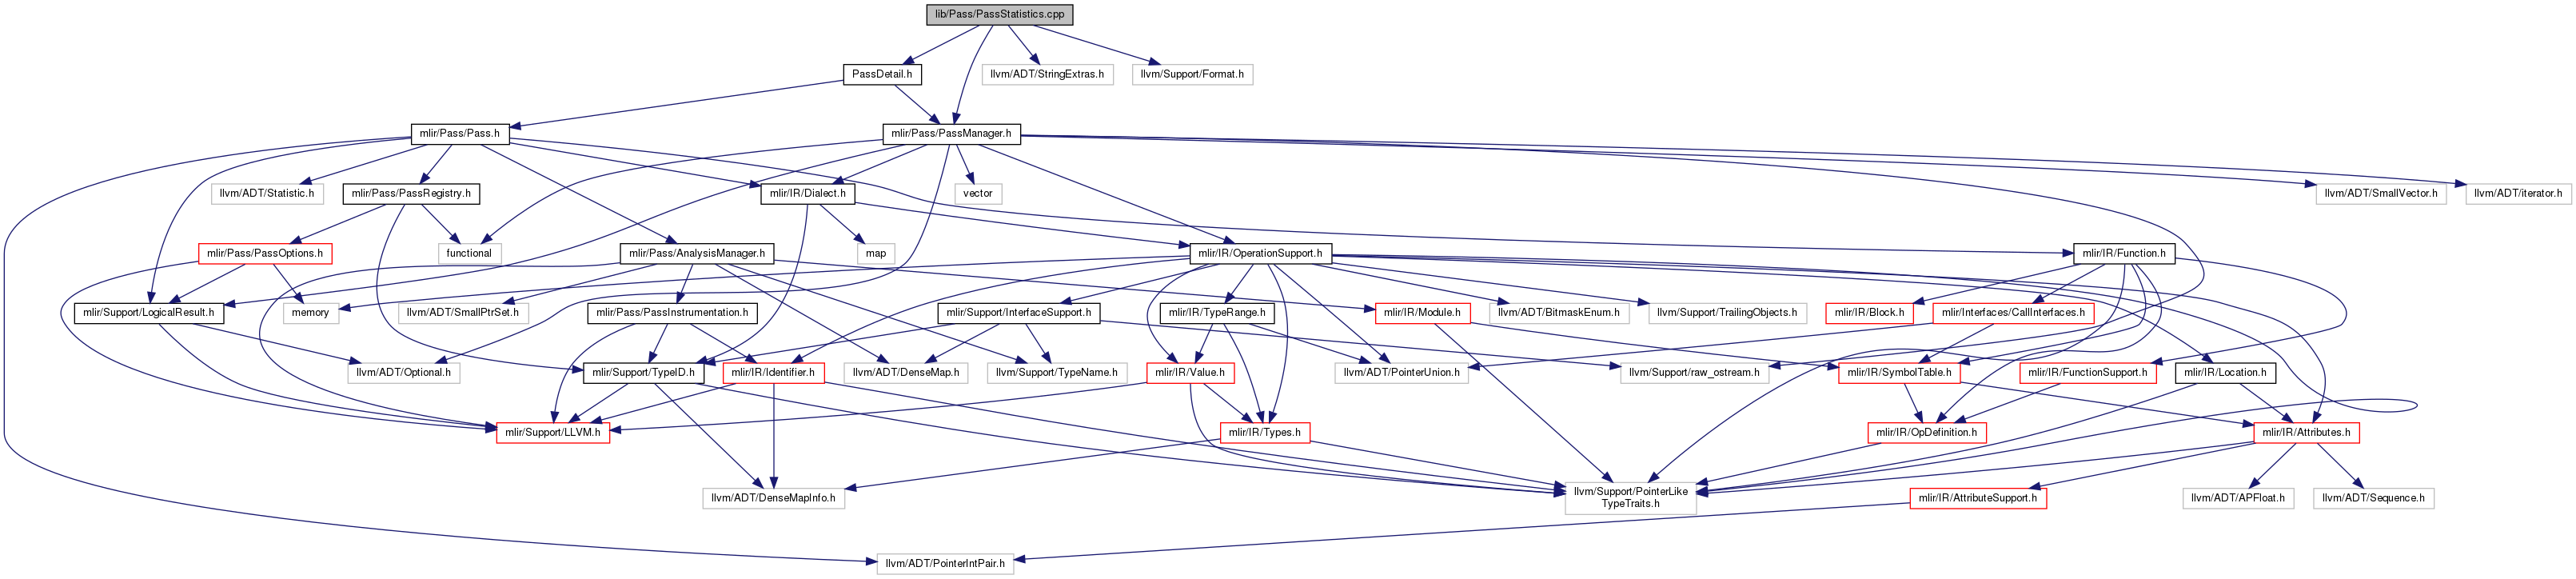 lib/Pass/PassStatistics.cpp
PassDetail.h
llvm/ADT/StringExtras.h
llvm/Support/Format.h
mlir/Pass/Pass.h
mlir/Pass/PassManager.h
llvm/ADT/Statistic.h
mlir/Pass/PassRegistry.h
mlir/IR/Dialect.h
vector
llvm/ADT/SmallVector.h
llvm/ADT/iterator.h
mlir/Pass/PassOptions.h
functional
mlir/Pass/AnalysisManager.h
map
mlir/IR/OperationSupport.h
mlir/IR/Function.h
mlir/Support/LogicalResult.h
memory
llvm/ADT/SmallPtrSet.h
mlir/Pass/PassInstrumentation.h
mlir/Support/InterfaceSupport.h
mlir/IR/TypeRange.h
mlir/IR/Module.h
llvm/ADT/BitmaskEnum.h
llvm/Support/TrailingObjects.h
mlir/IR/Block.h
mlir/Interfaces/CallInterfaces.h
llvm/ADT/Optional.h
mlir/Support/TypeID.h
mlir/IR/Identifier.h
llvm/ADT/DenseMap.h
llvm/Support/TypeName.h
mlir/IR/Value.h
llvm/ADT/PointerUnion.h
llvm/Support/raw_ostream.h
mlir/IR/SymbolTable.h
mlir/IR/FunctionSupport.h
mlir/IR/Location.h
mlir/Support/LLVM.h
mlir/IR/Types.h
mlir/IR/OpDefinition.h
mlir/IR/Attributes.h
llvm/ADT/DenseMapInfo.h
llvm/Support/PointerLike
TypeTraits.h
mlir/IR/AttributeSupport.h
llvm/ADT/APFloat.h
llvm/ADT/Sequence.h
llvm/ADT/PointerIntPair.h